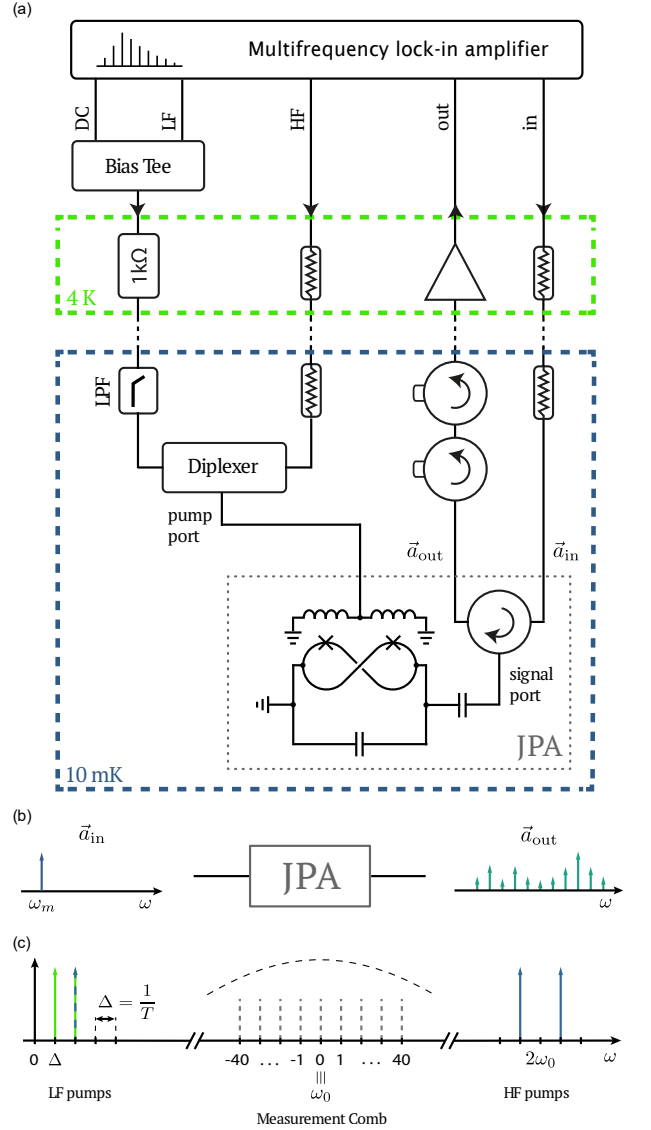 (a)
Multifrequency lock-in amplifier
DC
LF
HF
out
in
Bias Tee
1kΩ
4 K
LPF
Diplexer
pump
port
a⃗out
a⃗in
signal
port
JPA
10 mK
(b)
a⃗in
a⃗out
JPA
ωm
ω
ω
(c)
Δ = 1/T
0 Δ
-40 ... -1 0 1 ... 40
2ω0
ω
≡
ω0
LF pumps
HF pumps
Measurement Comb